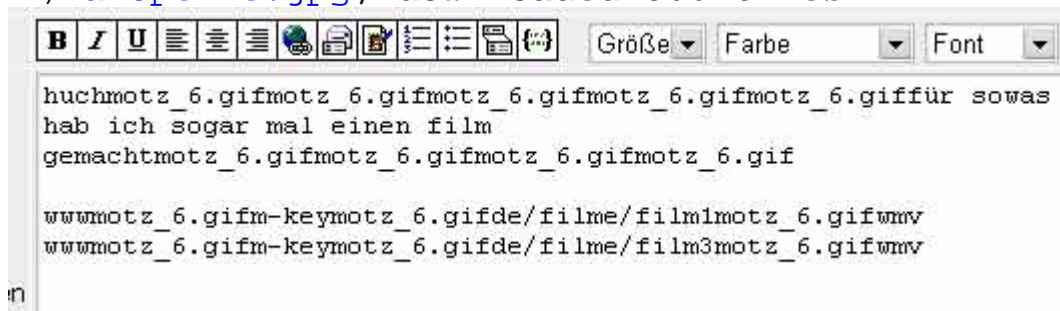 B I U Größe Farbe Font
huchmotz_6.gifmotz_6.gifmotz_6.gifmotz_6.gifmotz_6.giffür sowas
hab ich sogar mal einen film
gemachtmotz_6.gifmotz_6.gifmotz_6.gifmotz_6.gif
wwwmotz_6.gifm-keymotz_6.gifde/filme/film1motz_6.gifwmv
wwwmotz_6.gifm-keymotz_6.gifde/filme/film3motz_6.gifwmv
en